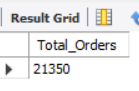 Result Grid
Total_Orders
21350